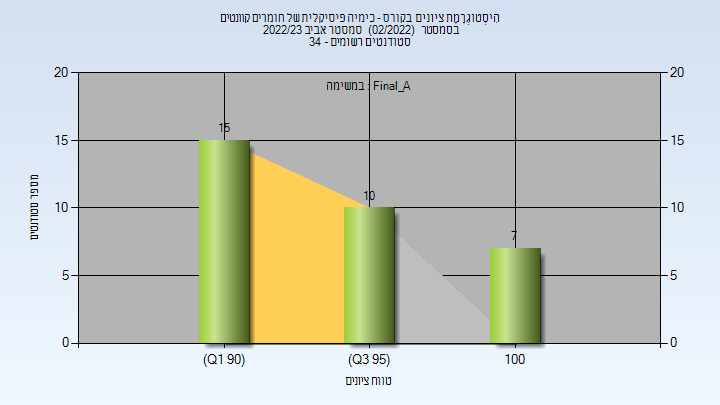 היסטוגרמת ציונים בקורס - כימיה פיסיקלית של חומרים קוונטים
בסמסטר (02/2022) סמסטר אביב 2022/23
סטודנטים רשומים - 34
במשימה : Final_A
20
15
10
5
0
20
15
10
5
0
15
10
7
מספר סטודנטים
(Q1 90)
(Q3 95)
100
טווח ציונים